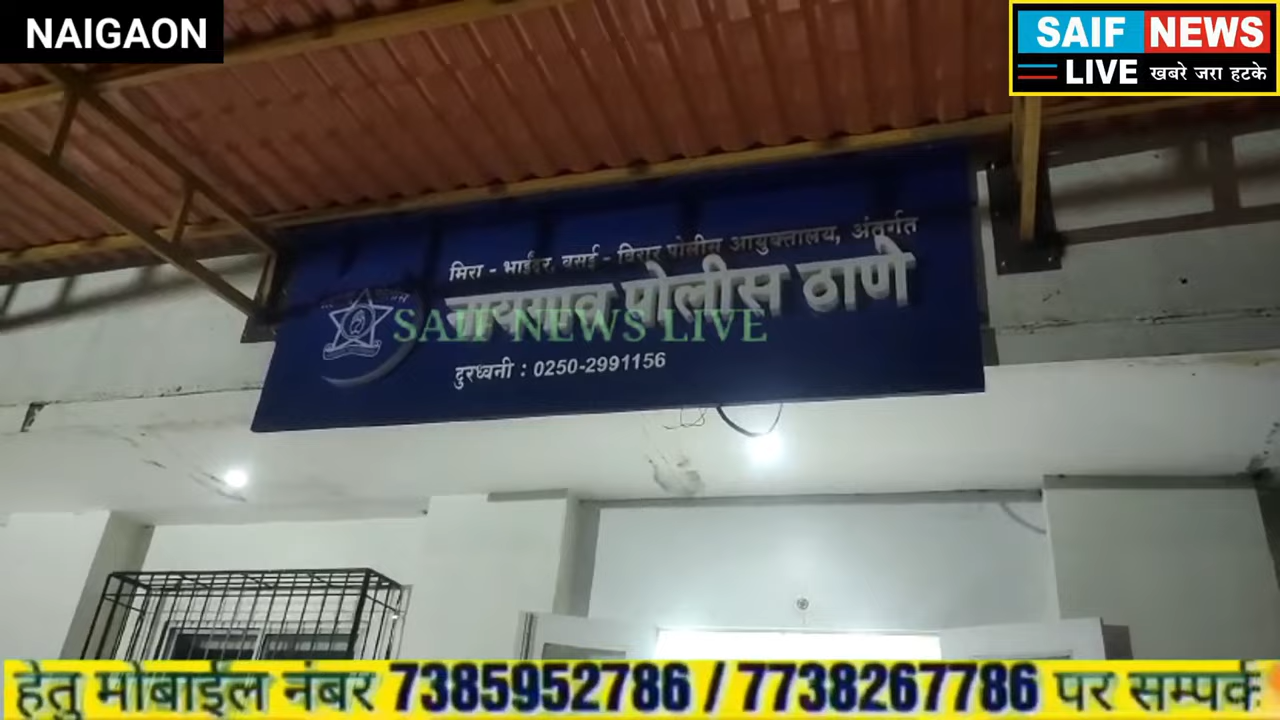 NAIGAON
SAIF NEWS
LIVE खबरे जरा हटके
मिरा - भाईंदर, वसई - विरार पोलीस आयुक्तालय, अंतर्गत
नायगाव पोलीस ठाणे
SAIF NEWS LIVE
दुरध्वनी : 0250-2991156
हेतु मोबाईल नंबर 7385952786 / 7738267786 पर सम्पर्क